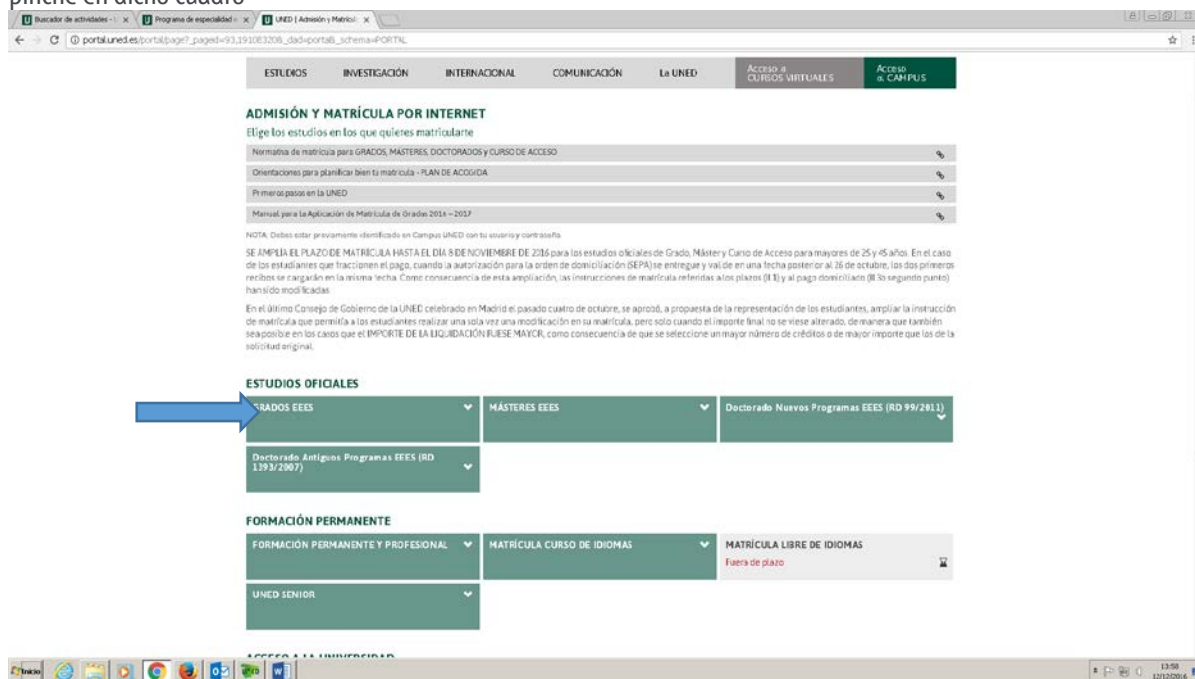 pinche en dicho cuadro
Buscador de actividades -
Programa de especialidad
UNED | Admisión y Matrícul
portal.uned.es/portal/page?_pageid=93,191083206&_dad=portal&_schema=PORTAL
ESTUDIOS INVESTIGACIÓN INTERNACIONAL COMUNICACIÓN La UNED Acceso a CURSOS VIRTUALES Acceso al CAMPUS
ADMISIÓN Y MATRÍCULA POR INTERNET
Elige los estudios en los que quieres matricularte
Normativa de matrícula para GRADOS, MÁSTERES, DOCTORADOS y CURSO DE ACCESO
Orientaciones para planificar bien tu matrícula - PLAN DE ACOGIDA
Primeros pasos en la UNED
Manual para la Aplicación de Matrícula de Grados 2016 – 2017
NOTA: Debes estar previamente identificado en Campus UNED con tu usuario y contraseña
SE AMPLÍA EL PLAZO DE MATRÍCULA HASTA EL DÍA 8 DE NOVIEMBRE DE 2016 para los estudios oficiales de Grado, Máster y Curso de Acceso para mayores de 25 y 45 años. En el caso
de los estudiantes que fraccionen el pago, cuando la autorización para la orden de domiciliación (SEPA) se entregue y valide en una fecha posterior al 26 de octubre, los dos primeros
recibos se cargarán en la misma fecha. Como consecuencia de esta ampliación, las instrucciones de matrícula referidas a los plazos (II.1) y al pago domiciliado (III.3b segundo punto)
han sido modificadas.
En el último Consejo de Gobierno de la UNED celebrado en Madrid el pasado cuatro de octubre, se aprobó, a propuesta de la representación de los estudiantes, ampliar la instrucción
de matrícula que permitía a los estudiantes realizar una sola vez una modificación en su matrícula, pero solo cuando el importe final no se viese alterado, de manera que también
sea posible en los casos que el IMPORTE DE LA LIQUIDACIÓN FUESE MAYOR, como consecuencia de que se seleccione un mayor número de créditos o de mayor importe que los de la
solicitud original.
ESTUDIOS OFICIALES
GRADOS EEES MÁSTERES EEES Doctorado Nuevos Programas EEES (RD 99/2011)
Doctorado Antiguos Programas EEES (RD
1393/2007)
FORMACIÓN PERMANENTE
FORMACIÓN PERMANENTE Y PROFESIONAL MATRÍCULA CURSO DE IDIOMAS MATRÍCULA LIBRE DE IDIOMAS
Fuera de plazo
UNED SENIOR
ACCESO A LA UNIVERSIDAD
Inicio
13:58
12/12/2016